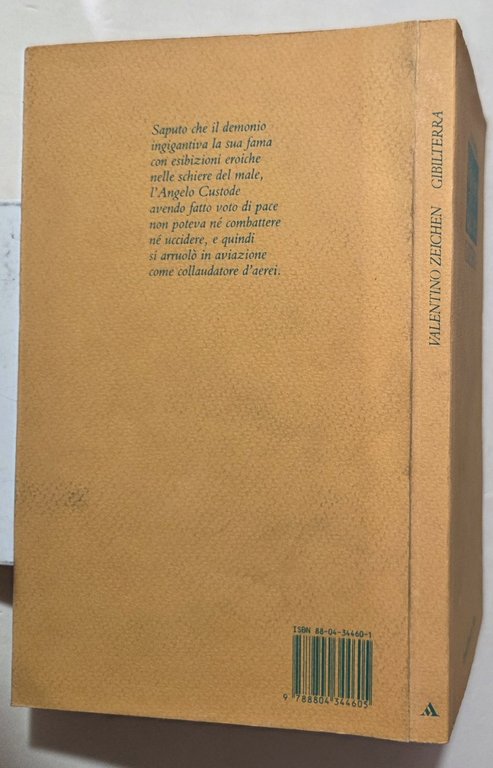 Saputo che il demonio
ingigantiva la sua fama
con esibizioni eroiche
nelle schiere del male,
l'Angelo Custode
avendo fatto voto di pace
non poteva né combattere
né uccidere, e quindi
si arruolò in aviazione
come collaudatore d'aerei.
ISBN 88-04-34460-1
9 788804 344605
VALENTINO ZEICHEN GIBILTERRA